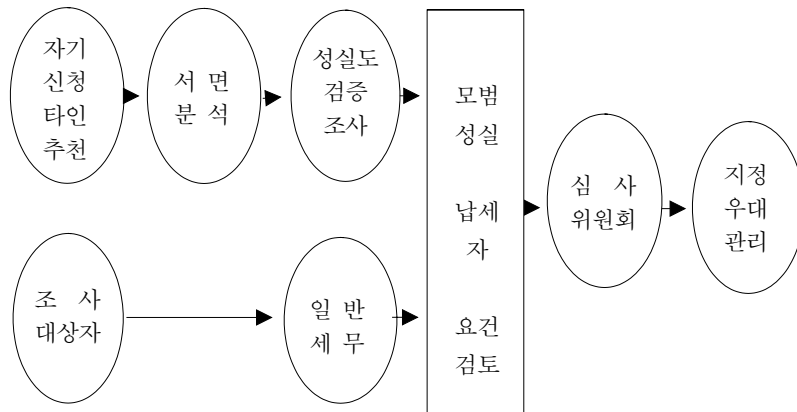 자기
신청
타인
추천
서 면
분 석
성실도
검증
조사
모범
성실
납세
자
요건
검토
심 사
위원회
지정
우대
관리
조 사
대상자
일 반
세 무